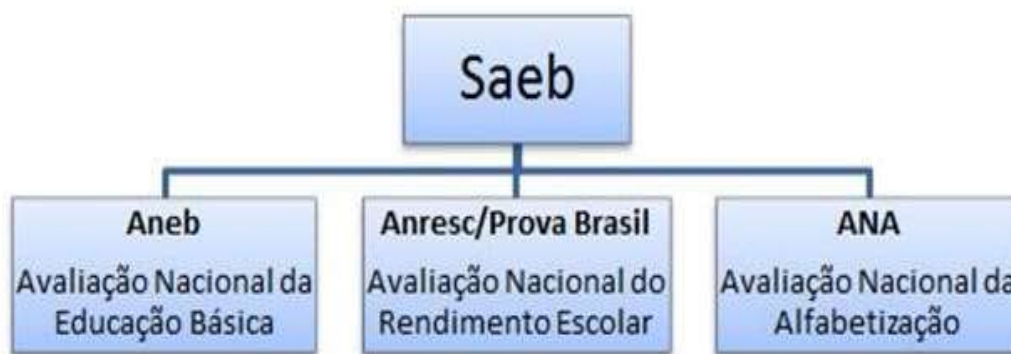 Saeb
Aneb
Avaliação Nacional da
Educação Básica
Anresc/Prova Brasil
Avaliação Nacional do
Rendimento Escolar
ANA
Avaliação Nacional da
Alfabetização